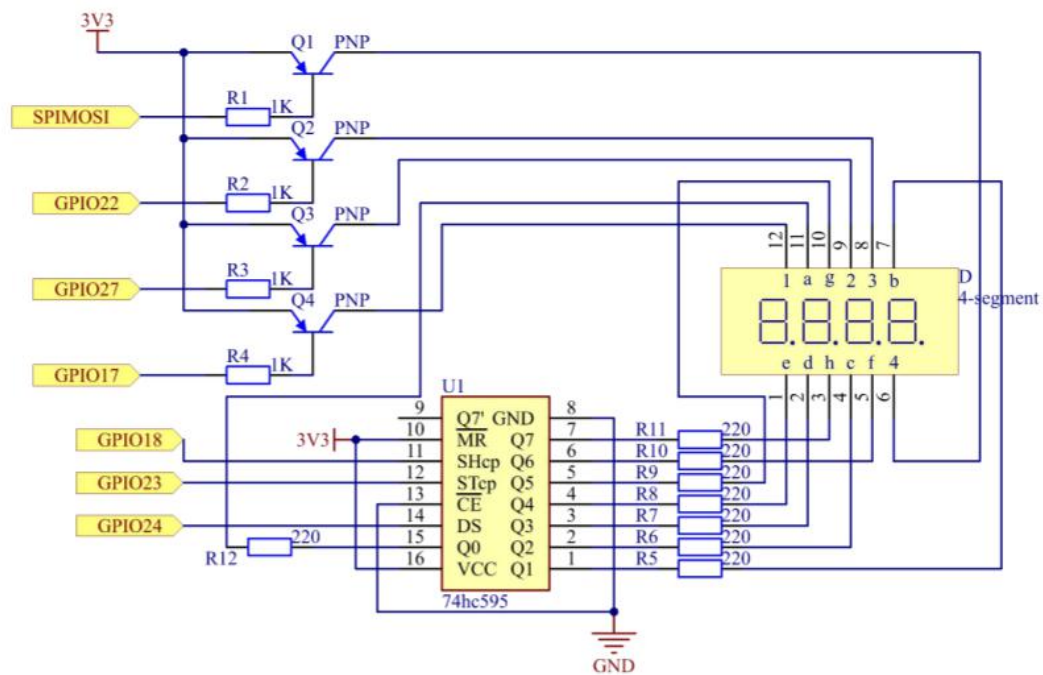 3V3
Q1 PNP
R1 1K
SPIMOSI
Q2 PNP
R2 1K
GPIO22
Q3 PNP
R3 1K
GPIO27
Q4 PNP
R4 1K
GPIO17
12 11 10 9 8 7
1 a g 2 3 b
D
4-segment
8.8.8.8.
e d h c f 4
1 2 3 4 5 6
U1
9 Q7' GND 8
3V3 10 MR Q7 7 R11 220
GPIO18 11 SHcp Q6 6 R10 220
GPIO23 12 STcp Q5 5 R9 220
13 CE Q4 4 R8 220
GPIO24 14 DS Q3 3 R7 220
R12 220 15 Q0 Q2 2 R6 220
16 VCC Q1 1 R5 220
74hc595
GND